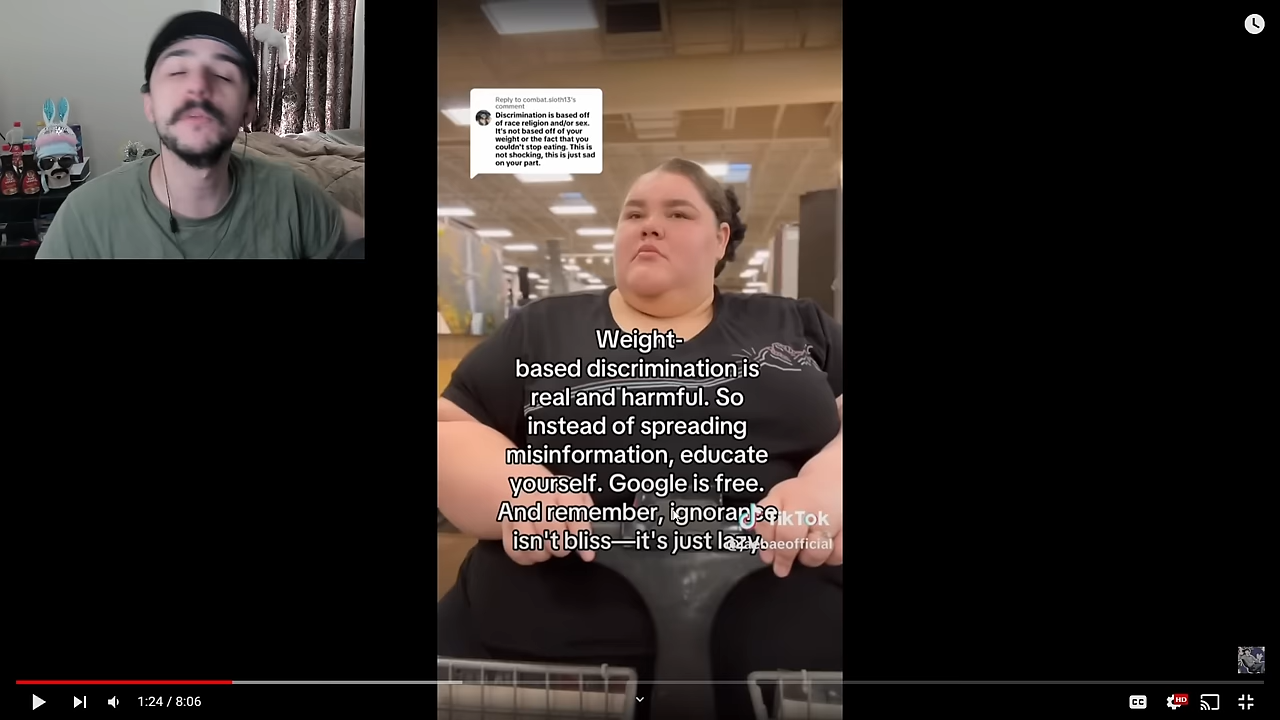 Reply to combat.sloth13's
comment
Discrimination is based off
of race religion and/or sex.
It's not based off of your
weight or the fact that you
couldn't stop eating. This is
not shocking, this is just sad
on your part.
Weight-
based discrimination is
real and harmful. So
instead of spreading
misinformation, educate
yourself. Google is free.
And remember, ignorance
isn't bliss—it's just lazy.
TikTok
1:24 / 8:06
CC
HD